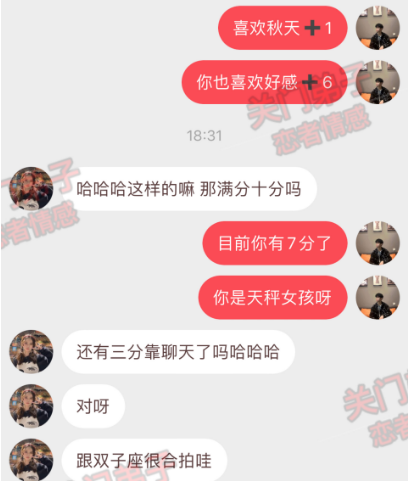 喜欢秋天➕1
你也喜欢好感➕6
18:31
哈哈哈这样的嘛 那满分十分吗
目前你有7分了
你是天秤女孩呀
还有三分靠聊天了吗哈哈哈
对呀
跟双子座很合拍哇
关门弟子
恋者情感
子
者情感
关门
恋者